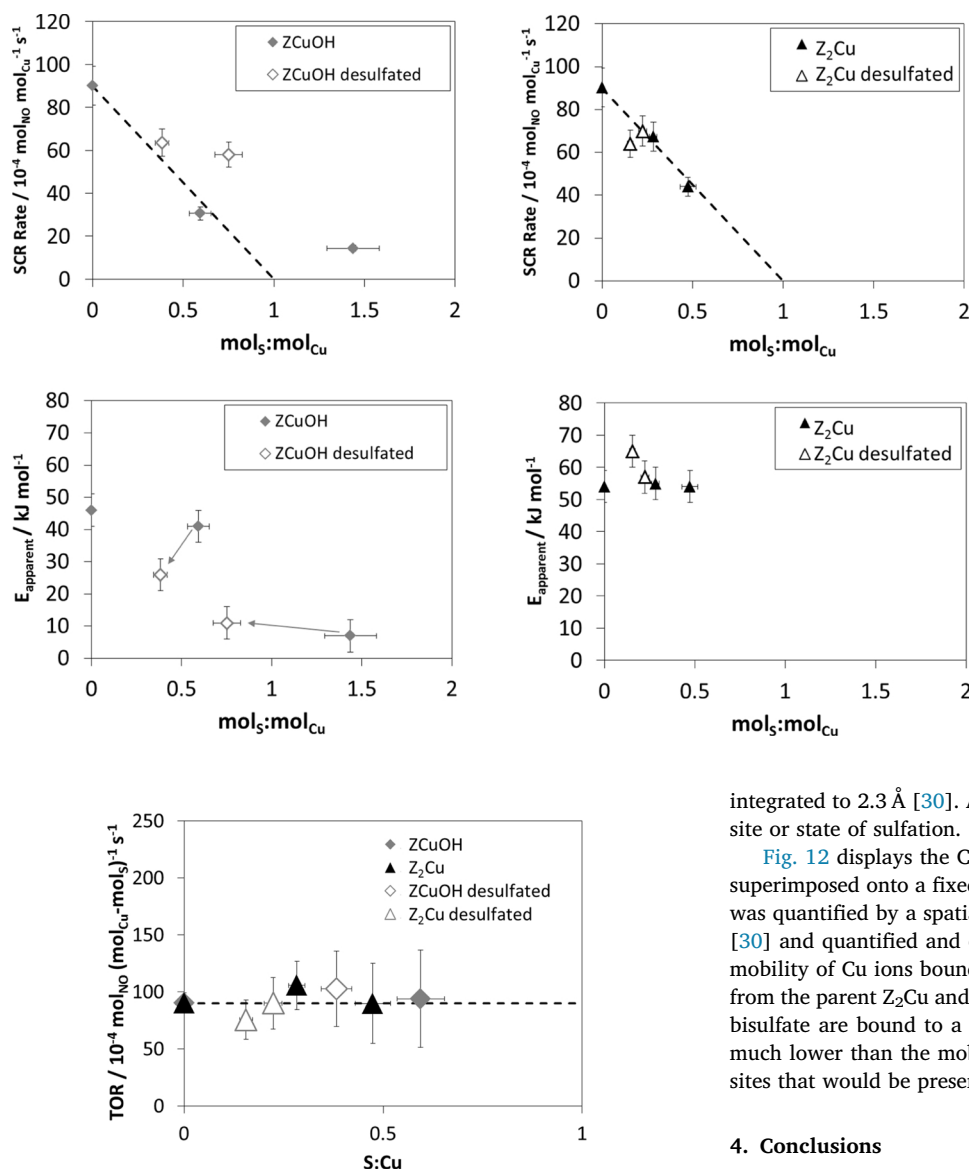 120
100
80
60
40
20
0
SCR Rate / 10⁻⁴ mol_NO mol_Cu⁻¹ s⁻¹
ZCuOH
ZCuOH desulfated
0 0.5 1 1.5 2
mol_S:mol_Cu
120
100
80
60
40
20
0
SCR Rate / 10⁻⁴ mol_NO mol_Cu⁻¹ s⁻¹
Z₂Cu
Z₂Cu desulfated
0 0.5 1 1.5 2
mol_S:mol_Cu
80
70
60
50
40
30
20
10
0
E_apparent / kJ mol⁻¹
ZCuOH
ZCuOH desulfated
0 0.5 1 1.5 2
mol_S:mol_Cu
80
70
60
50
40
30
20
10
0
E_apparent / kJ mol⁻¹
Z₂Cu
Z₂Cu desulfated
0 0.5 1 1.5 2
mol_S:mol_Cu
250
200
150
100
50
0
TOR / 10⁻⁴ mol_NO (mol_Cu-mol_S)⁻¹ s⁻¹
ZCuOH
Z₂Cu
ZCuOH desulfated
Z₂Cu desulfated
0 0.5 1
S:Cu
integrated to 2.3 Å [30]. A
site or state of sulfation.
Fig. 12 displays the C
superimposed onto a fixed
was quantified by a spatia
[30] and quantified and
mobility of Cu ions bound
from the parent Z₂Cu and
bisulfate are bound to a
much lower than the mob
sites that would be presen
4. Conclusions